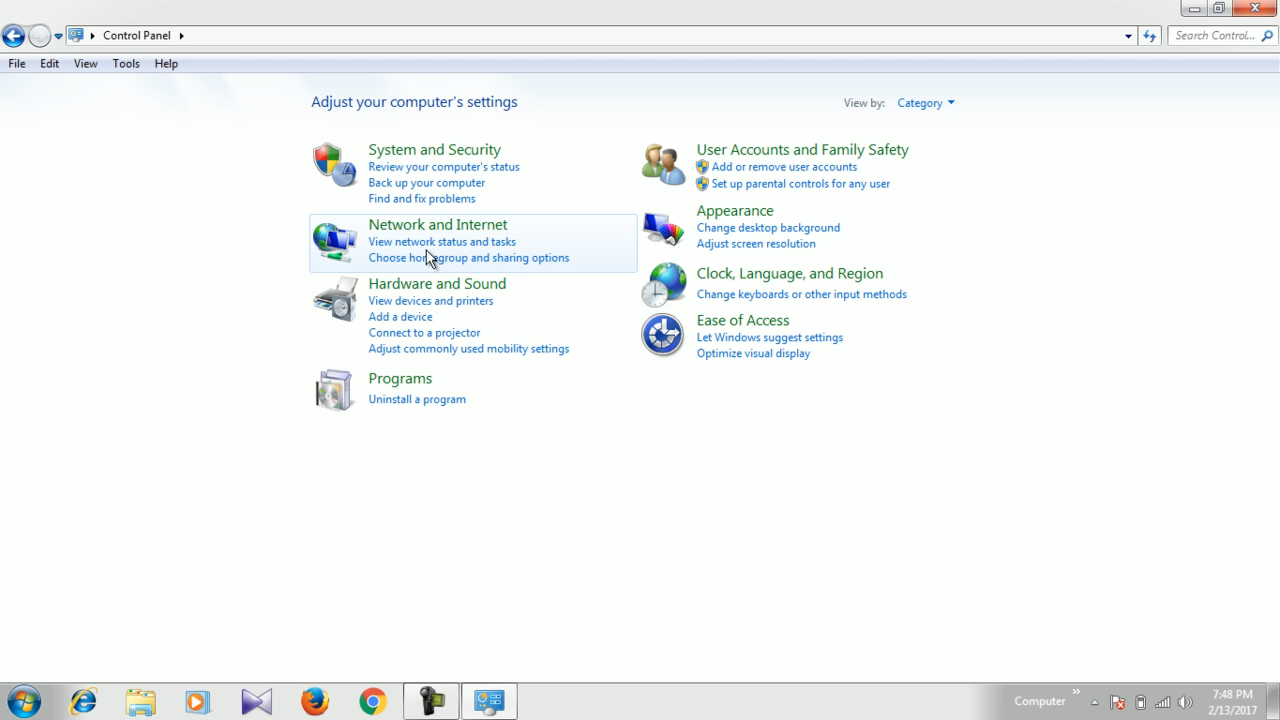 Control Panel
Search Control...
File Edit View Tools Help
Adjust your computer's settings
View by: Category
System and Security
Review your computer's status
Back up your computer
Find and fix problems
Network and Internet
View network status and tasks
Choose homegroup and sharing options
Hardware and Sound
View devices and printers
Add a device
Connect to a projector
Adjust commonly used mobility settings
Programs
Uninstall a program
User Accounts and Family Safety
Add or remove user accounts
Set up parental controls for any user
Appearance
Change desktop background
Adjust screen resolution
Clock, Language, and Region
Change keyboards or other input methods
Ease of Access
Let Windows suggest settings
Optimize visual display
Computer
7:48 PM
2/13/2017